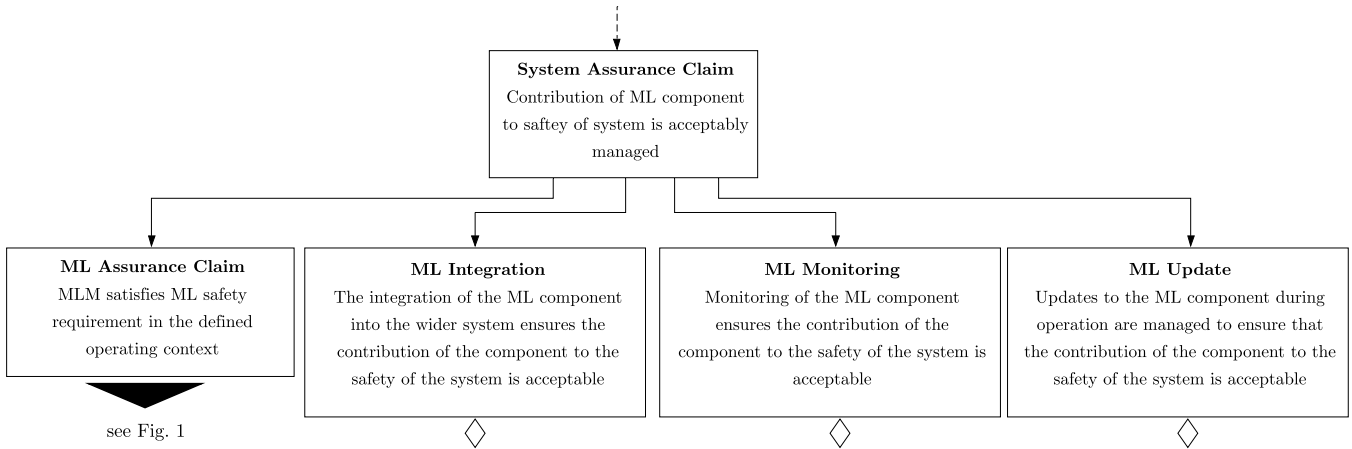 System Assurance Claim
Contribution of ML component
to saftey of system is acceptably
managed
ML Assurance Claim
MLM satisfies ML safety
requirement in the defined
operating context
see Fig. 1
ML Integration
The integration of the ML component
into the wider system ensures the
contribution of the component to the
safety of the system is acceptable
ML Monitoring
Monitoring of the ML component
ensures the contribution of the
component to the safety of the system is
acceptable
ML Update
Updates to the ML component during
operation are managed to ensure that
the contribution of the component to the
safety of the system is acceptable